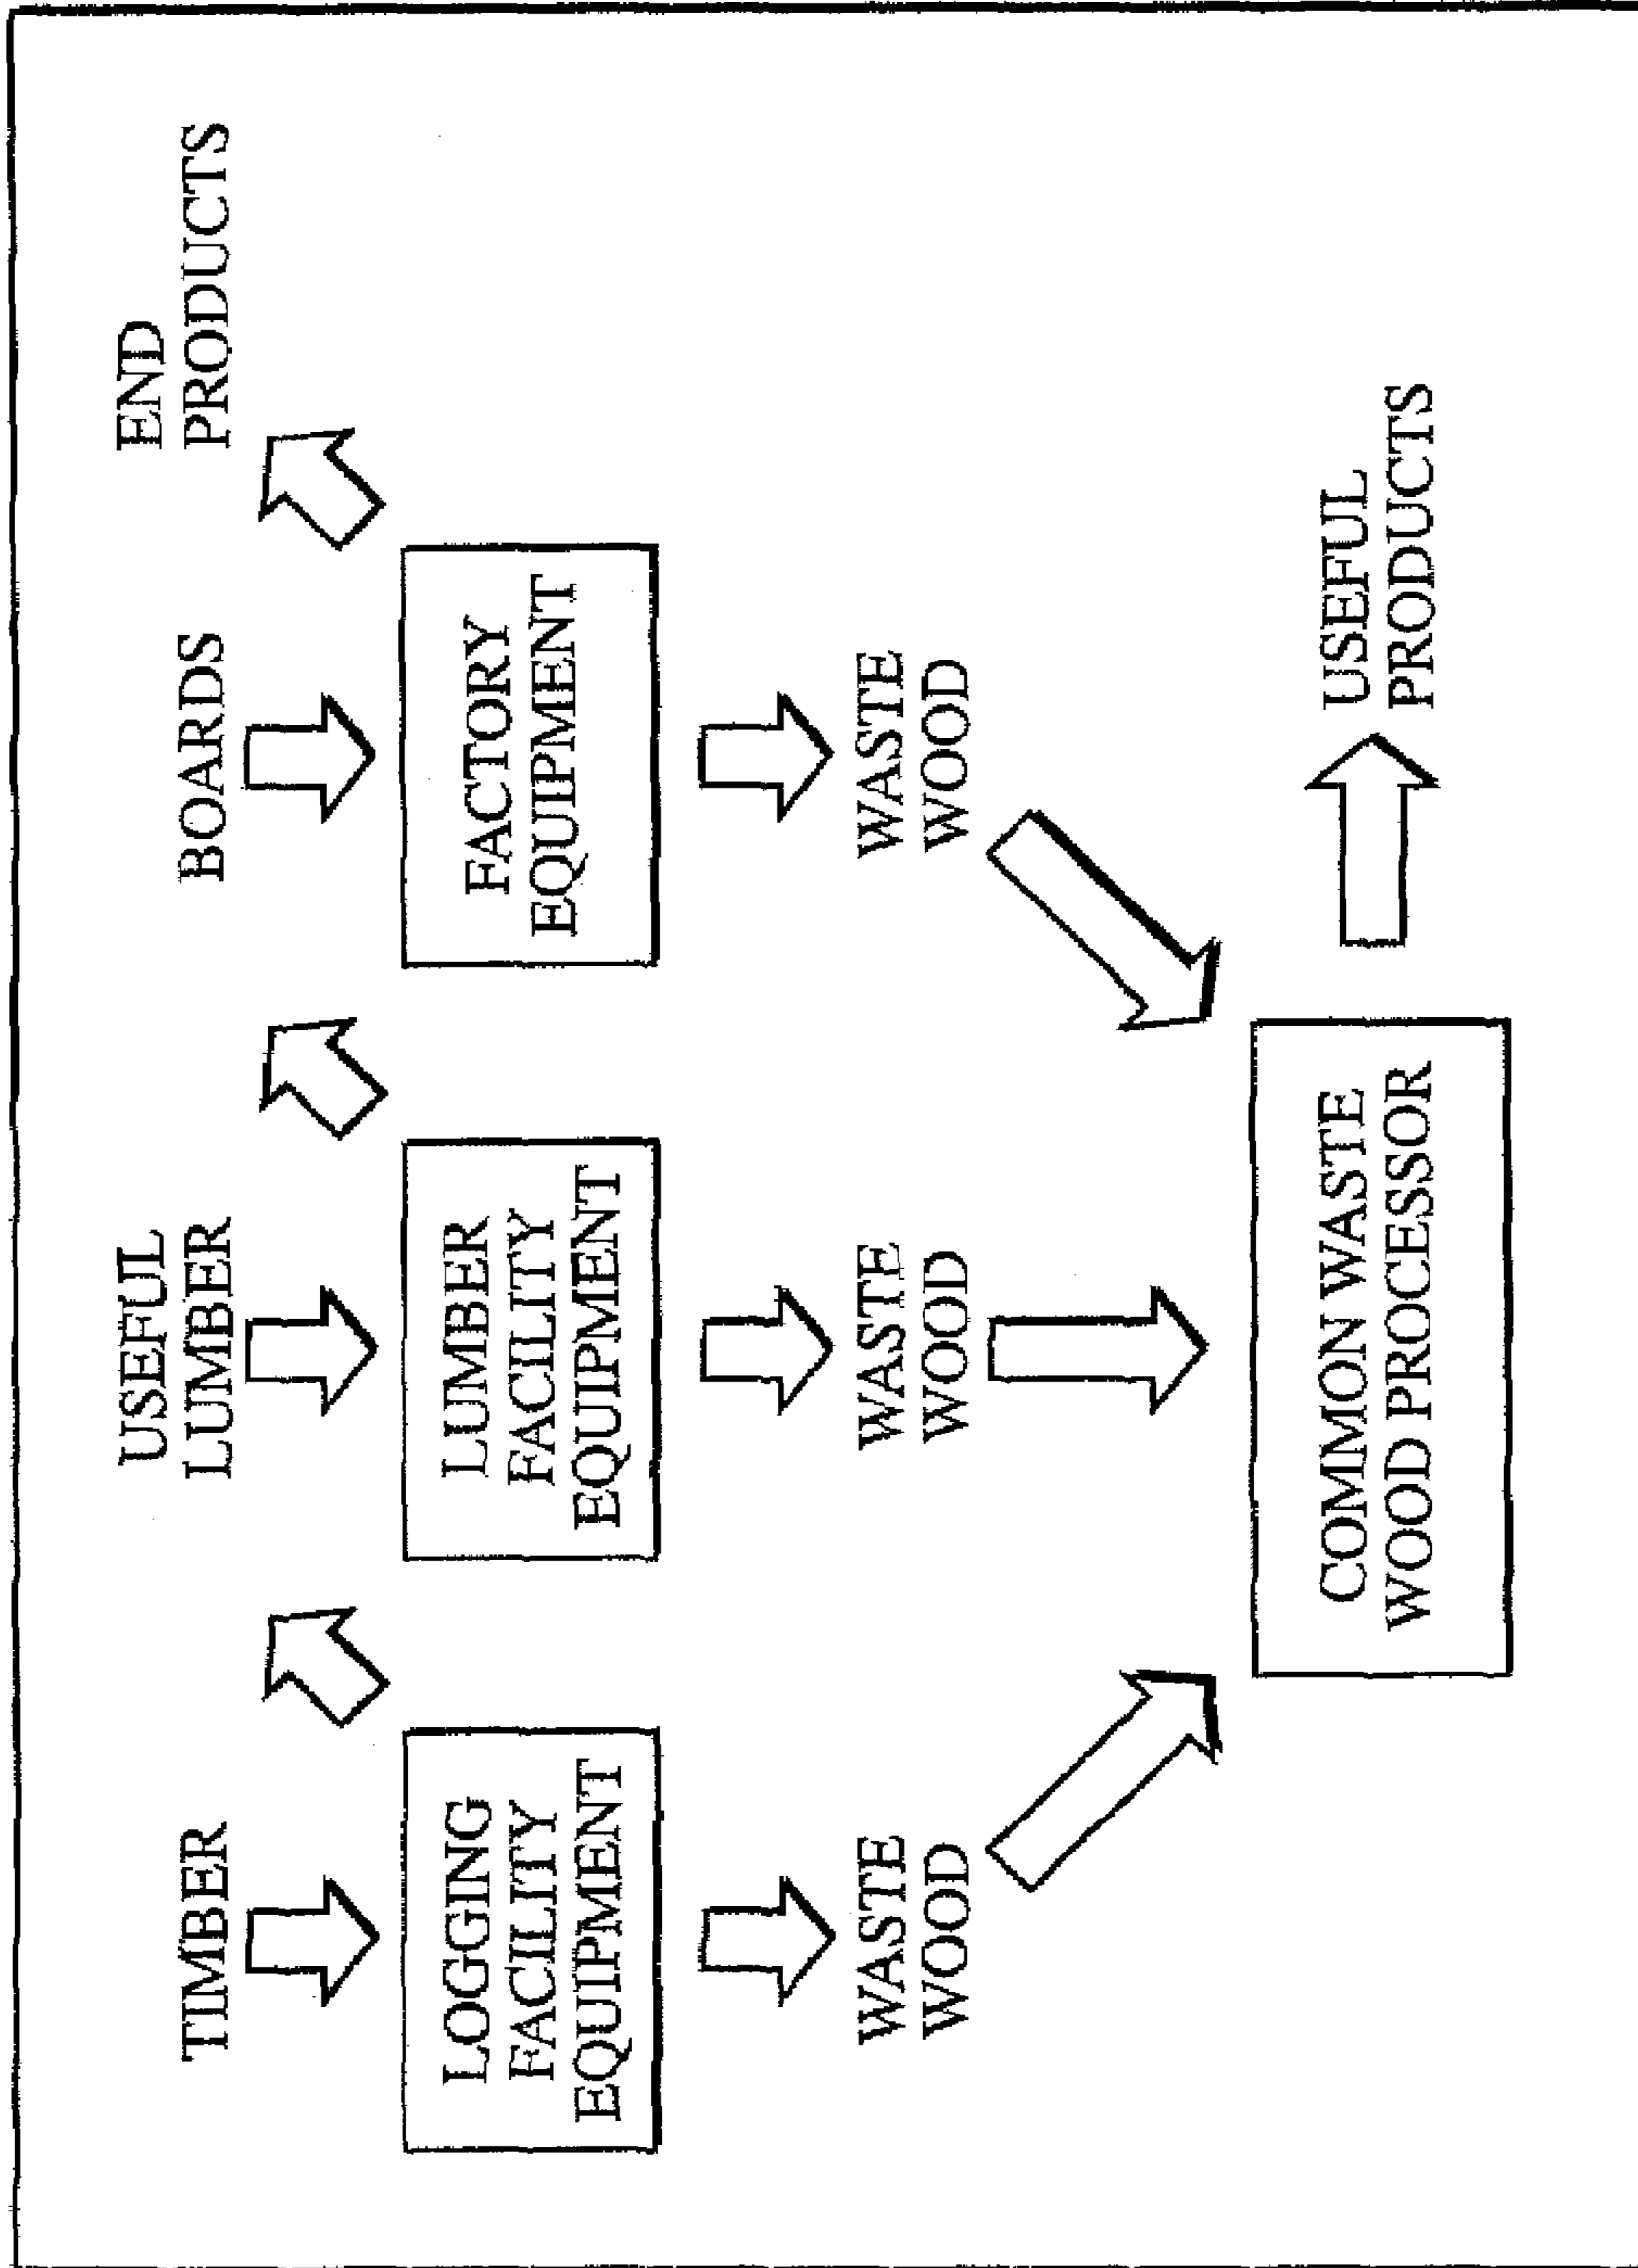 TIMBER
USEFUL
LUMBER
BOARDS
END
PRODUCTS
LOGGING
FACILITY
EQUIPMENT
LUMBER
FACILITY
EQUIPMENT
FACTORY
EQUIPMENT
WASTE
WOOD
WASTE
WOOD
WASTE
WOOD
COMMON WASTE
WOOD PROCESSOR
USEFUL
PRODUCTS